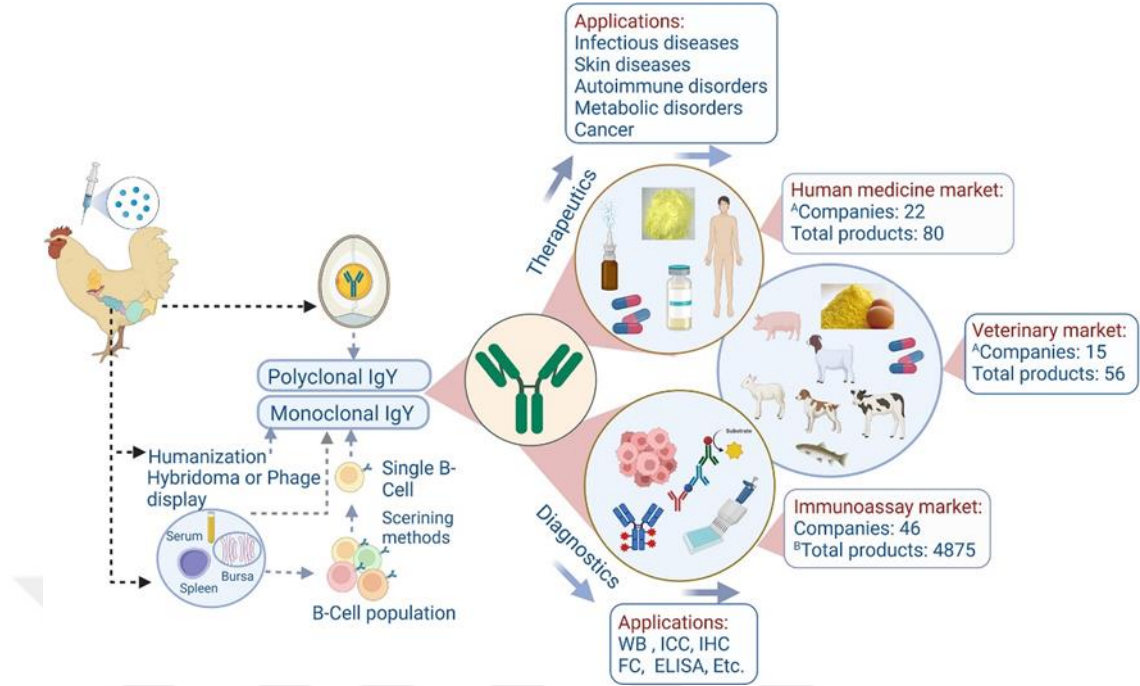 Applications:
Infectious diseases
Skin diseases
Autoimmune disorders
Metabolic disorders
Cancer
Therapeutics
Human medicine market:
ᴬCompanies: 22
Total products: 80
Veterinary market:
ᴬCompanies: 15
Total products: 56
Polyclonal IgY
Monoclonal IgY
Humanization
Hybridoma or Phage
display
Single B-
Cell
Scerining
methods
Serum
Bursa
Spleen
B-Cell population
Substrate
Diagnostics
Immunoassay market:
Companies: 46
ᴮTotal products: 4875
Applications:
WB , ICC, IHC
FC, ELISA, Etc.